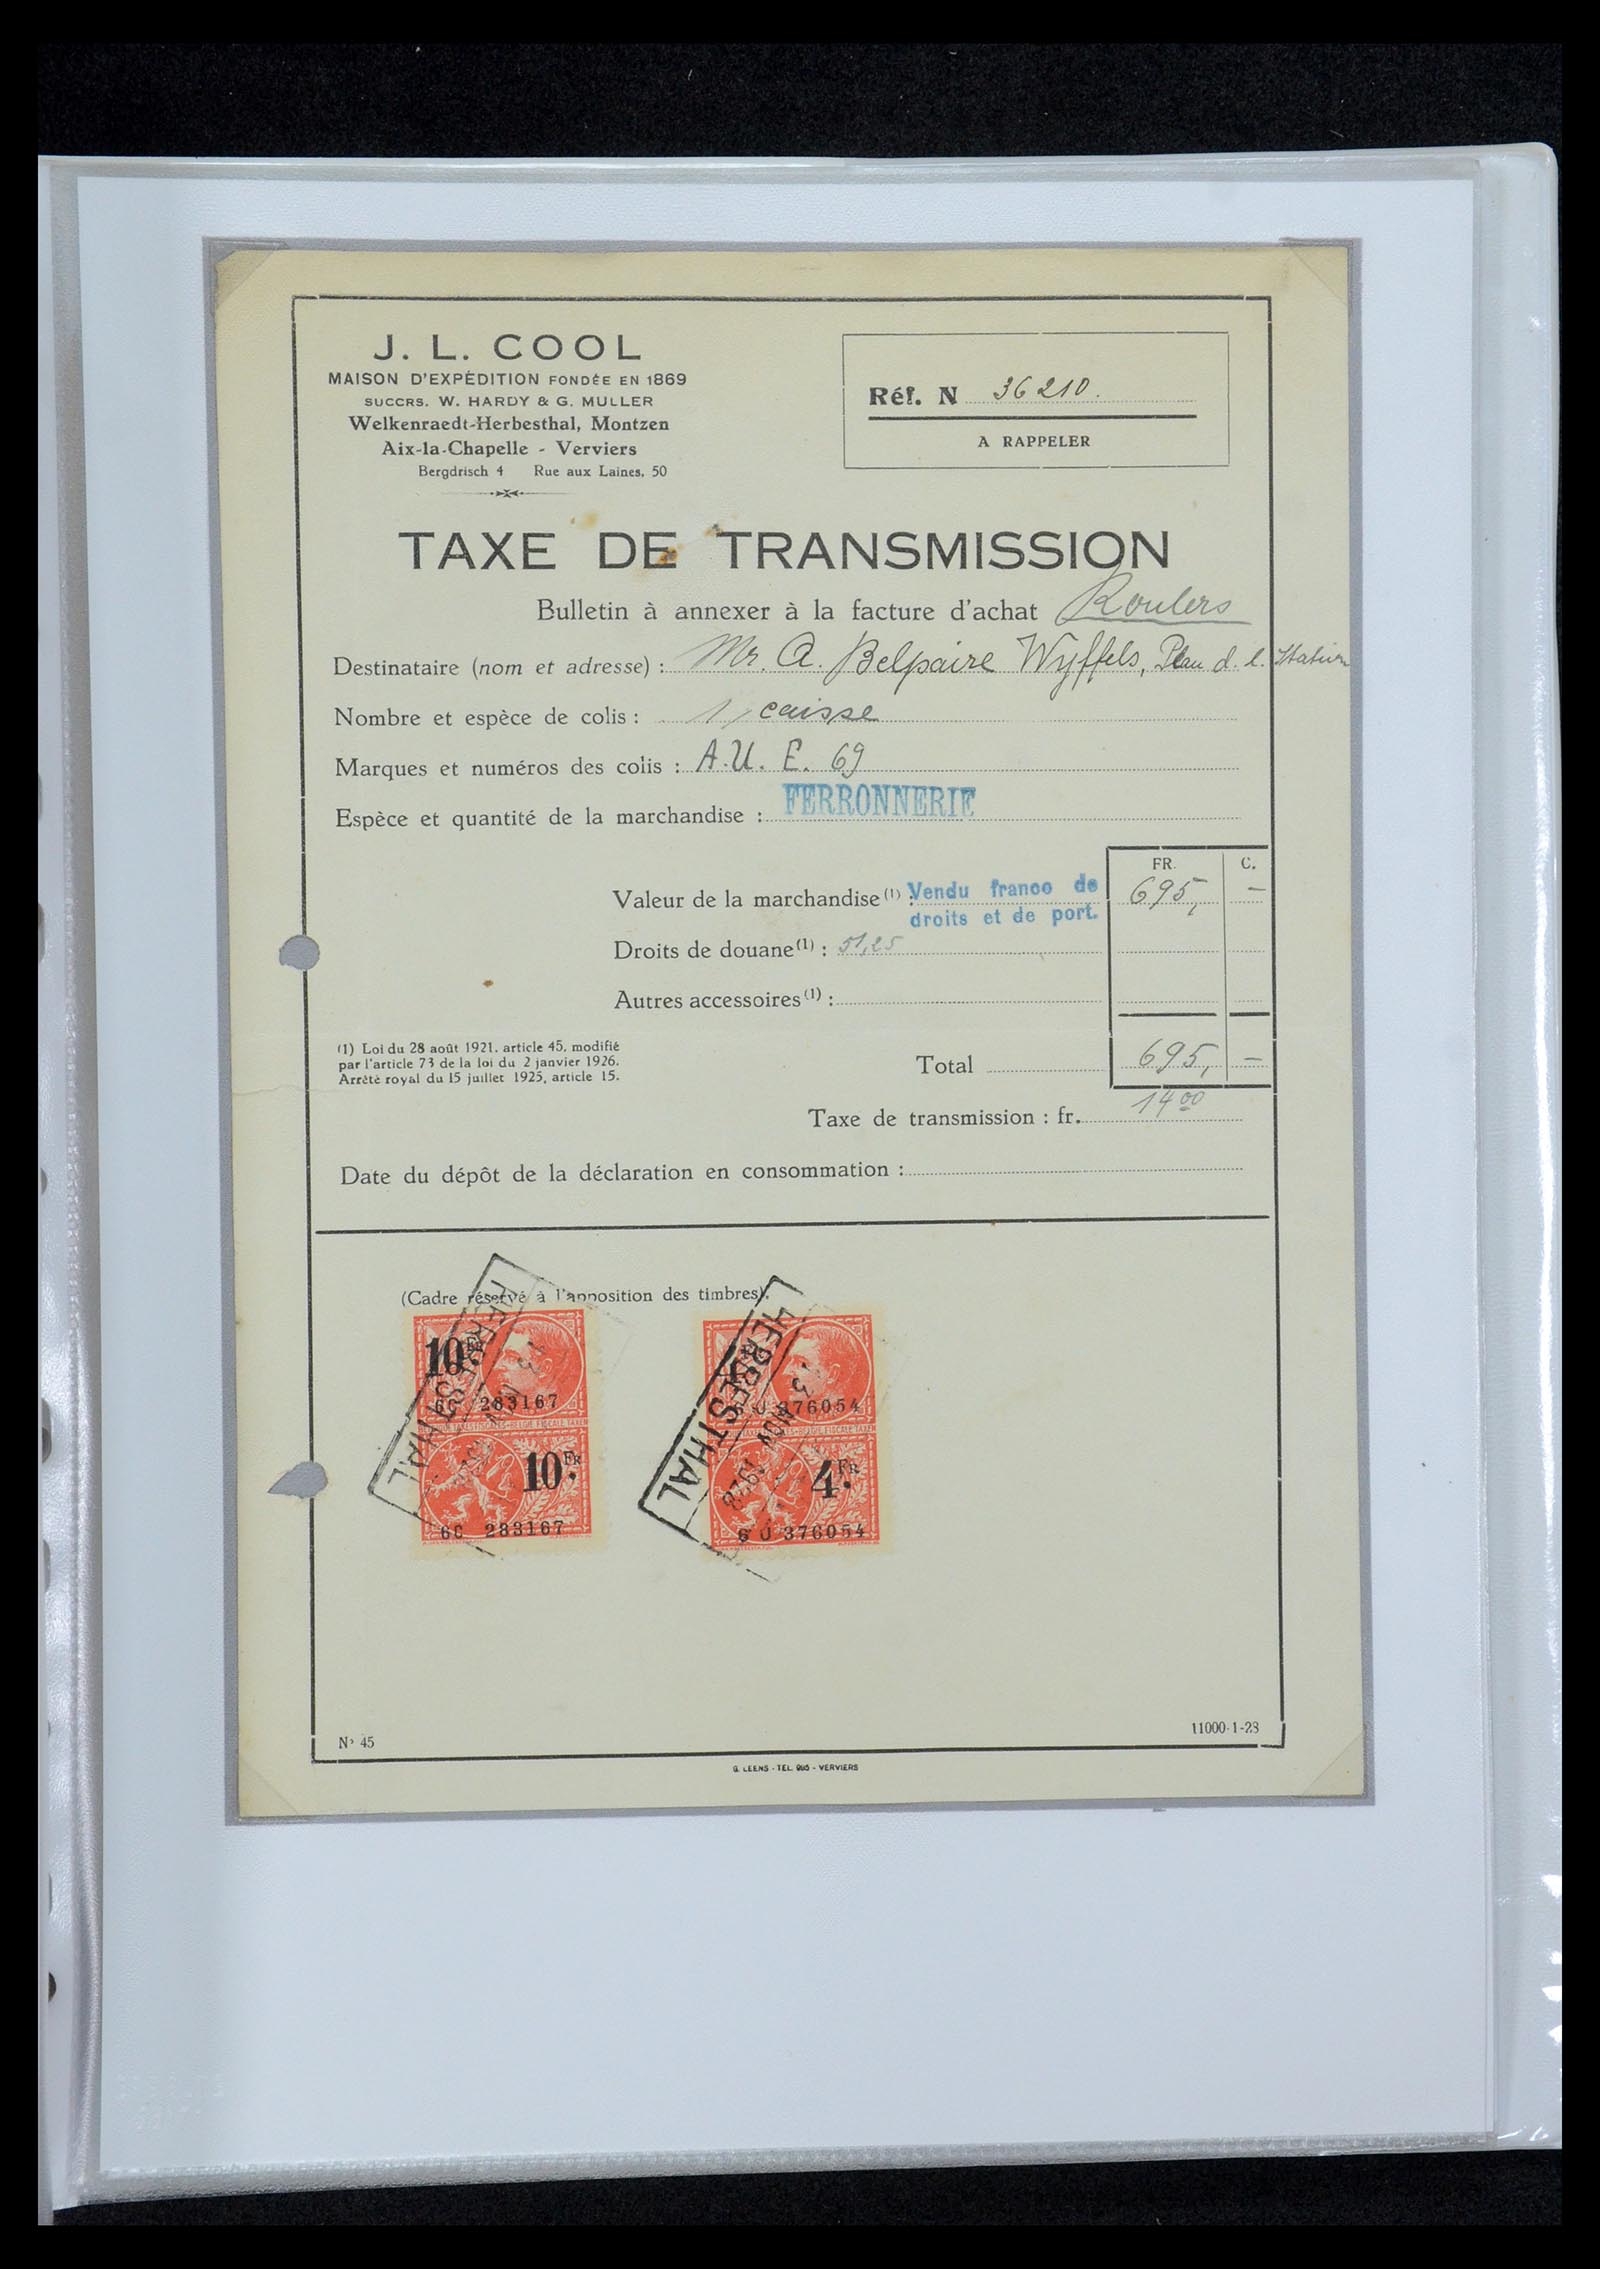 J. L. COOL
MAISON D'EXPÉDITION FONDÉE EN 1869
SUCCRS. W. HARDY & G. MULLER
Welkenraedt-Herbesthal, Montzen
Aix-la-Chapelle - Verviers
Bergdrisch 4 Rue aux Laines, 50
Réf. N 36210.
A RAPPELER
TAXE DE TRANSMISSION
Bulletin à annexer à la facture d'achat Roulers
Destinataire (nom et adresse) : Mr. A. Belpaire Wyffels, d. l. Station
Nombre et espèce de colis : 1 caisse
Marques et numéros des colis : A. U. E. 69
Espèce et quantité de la marchandise : FERRONNERIE
FR. C.
Valeur de la marchandise (1) : Vendu franco de 695, —
droits et de port.
Droits de douane (1) : 51,25
Autres accessoires (1) :
(1) Loi du 28 août 1921, article 45, modifié
par l'article 73 de la loi du 2 janvier 1926.
Arrêté royal du 15 juillet 1925, article 15.
Total 695, —
Taxe de transmission : fr. 14 00
Date du dépôt de la déclaration en consommation :
(Cadre réservé à l'apposition des timbres).
10 Fr.
6C 283167
10 Fr.
6C 283167
HERBESTHAL
6 U 376054
4 Fr.
6 U 376054
HERBESTHAL
3 NOV 1928
N° 45
11000-1-28
G. LEENS - TEL. 985 - VERVIERS